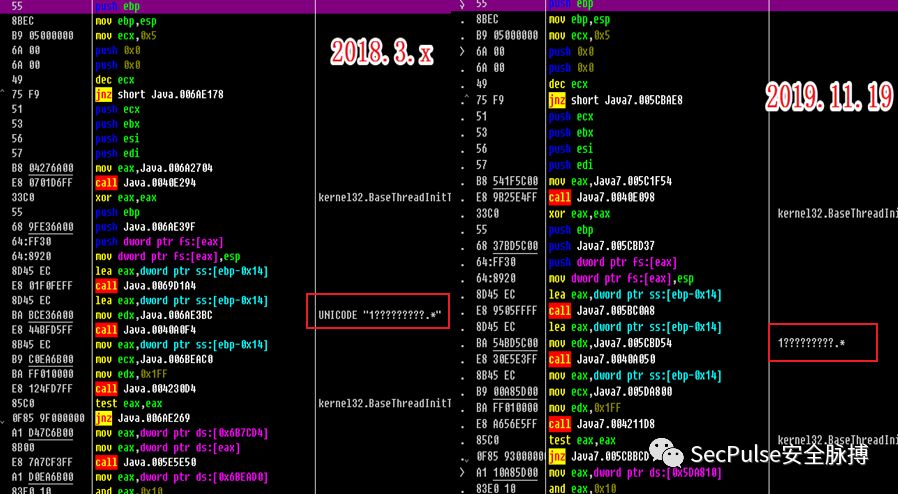 55 push ebp
8BEC mov ebp,esp
B9 05000000 mov ecx,0x5
6A 00 push 0x0
6A 00 push 0x0
49 dec ecx
75 F9 jnz short Java.006AE178
51 push ecx
53 push ebx
56 push esi
57 push edi
B8 04276A00 mov eax,Java.006A2704
E8 0701D6FF call Java.0040E294
33C0 xor eax,eax kernel32.BaseThreadInitT
55 push ebp
68 9FE36A00 push Java.006AE39F
64:FF30 push dword ptr fs:[eax]
64:8920 mov dword ptr fs:[eax],esp
8D45 EC lea eax,dword ptr ss:[ebp-0x14]
E8 01F0FEFF call Java.0069D1A4
8D45 EC lea eax,dword ptr ss:[ebp-0x14]
BA BCE36A00 mov edx,Java.006AE3BC UNICODE "1?????????.*"
E8 44BFD5FF call Java.0040A0F4
8B45 EC mov eax,dword ptr ss:[ebp-0x14]
B9 C0EA6B00 mov ecx,Java.006BEAC0
BA FF010000 mov edx,0x1FF
E8 124FD7FF call Java.004230D4
85C0 test eax,eax kernel32.BaseThreadInitT
0F85 9F000000 jnz Java.006AE269
A1 D47C6B00 mov eax,dword ptr ds:[0x6B7CD4]
8B00 mov eax,dword ptr ds:[eax]
E8 7A7CF3FF call Java.005E5E50
A1 D0EA6B00 mov eax,dword ptr ds:[0x6BEAD0]
83E0 10 and eax,0x10
2018.3.x
55 push ebp
8BEC mov ebp,esp
B9 05000000 mov ecx,0x5
6A 00 push 0x0
6A 00 push 0x0
49 dec ecx
75 F9 jnz short Java7.005CBAE8
51 push ecx
53 push ebx
56 push esi
57 push edi
B8 541F5C00 mov eax,Java7.005C1F54
E8 9B25E4FF call Java7.0040E098
33C0 xor eax,eax kernel32.BaseThreadIni
55 push ebp
68 37BD5C00 push Java7.005CBD37
64:FF30 push dword ptr fs:[eax]
64:8920 mov dword ptr fs:[eax],esp
8D45 EC lea eax,dword ptr ss:[ebp-0x14]
E8 9505FFFF call Java7.005BC0A8
8D45 EC lea eax,dword ptr ss:[ebp-0x14]
BA 54BD5C00 mov edx,Java7.005CBD54 1?????????.*
E8 30E5E3FF call Java7.0040A050
8B45 EC mov eax,dword ptr ss:[ebp-0x14]
B9 00A85D00 mov ecx,Java7.005DA800
BA FF010000 mov edx,0x1FF
E8 A656E5FF call Java7.004211D8
85C0 test eax,eax kernel32.BaseThreadIni
0F85 93000000 jnz Java7.005CBBCD
A1 10A85D00 mov eax,dword ptr ds:[0x5DA810]
83E0 10 and eax,0x10
2019.11.19
SecPulse安全脉搏